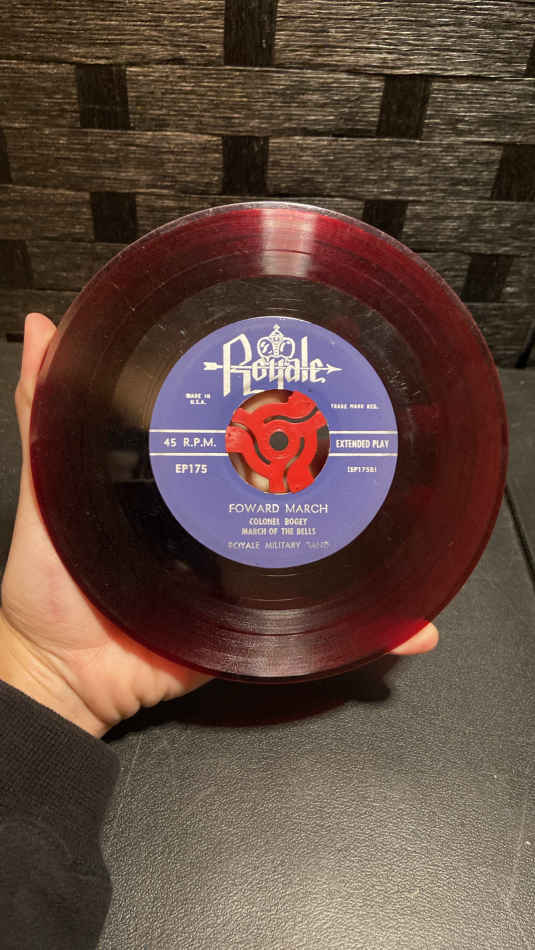 Royale
MADE IN
U.S.A.
TRADE MARK REG.
45 R.P.M.
EXTENDED PLAY
EP175
(EP175B)
FOWARD MARCH
COLONEL BOGEY
MARCH OF THE BELLS
ROYALE MILITARY BAND